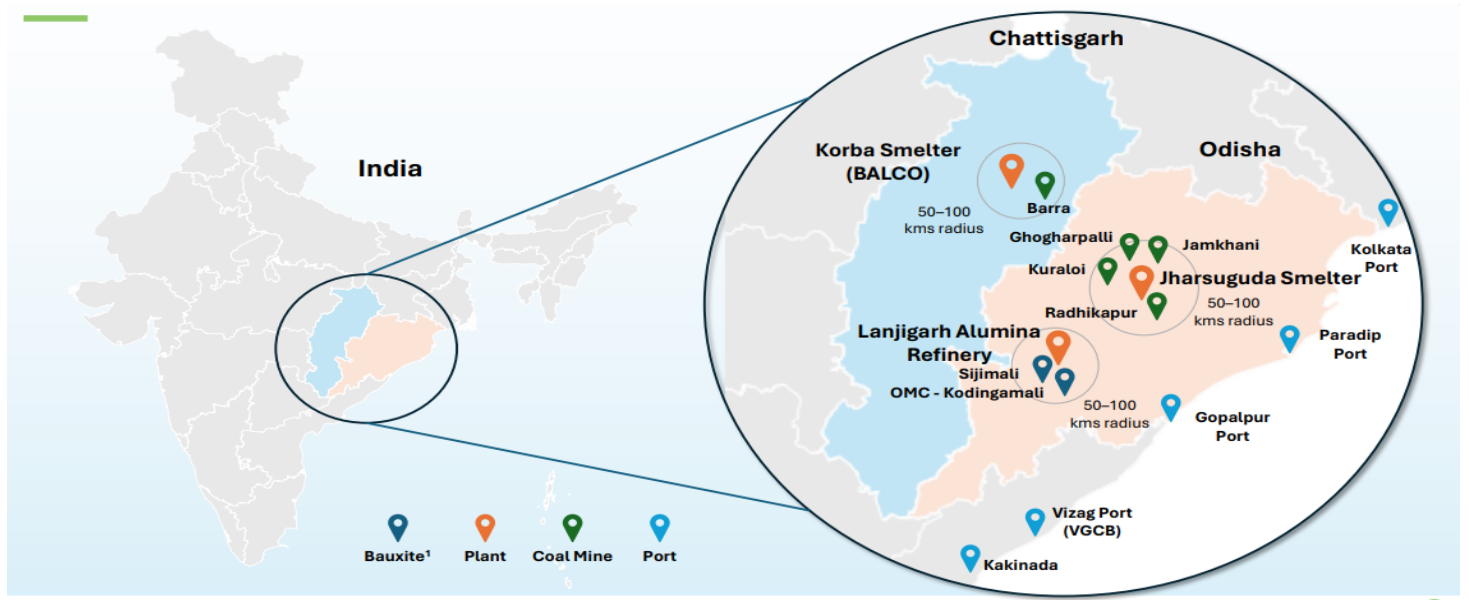 India
Bauxite¹
Plant
Coal Mine
Port
Chattisgarh
Odisha
Korba Smelter
(BALCO)
Barra
50–100
kms radius
Ghogharpalli
Jamkhani
Kuraloi
Jharsuguda Smelter
Radhikapur
50–100
kms radius
Lanjigarh Alumina
Refinery
Sijimali
OMC - Kodingamali
50–100
kms radius
Kolkata
Port
Paradip
Port
Gopalpur
Port
Vizag Port
(VGCB)
Kakinada